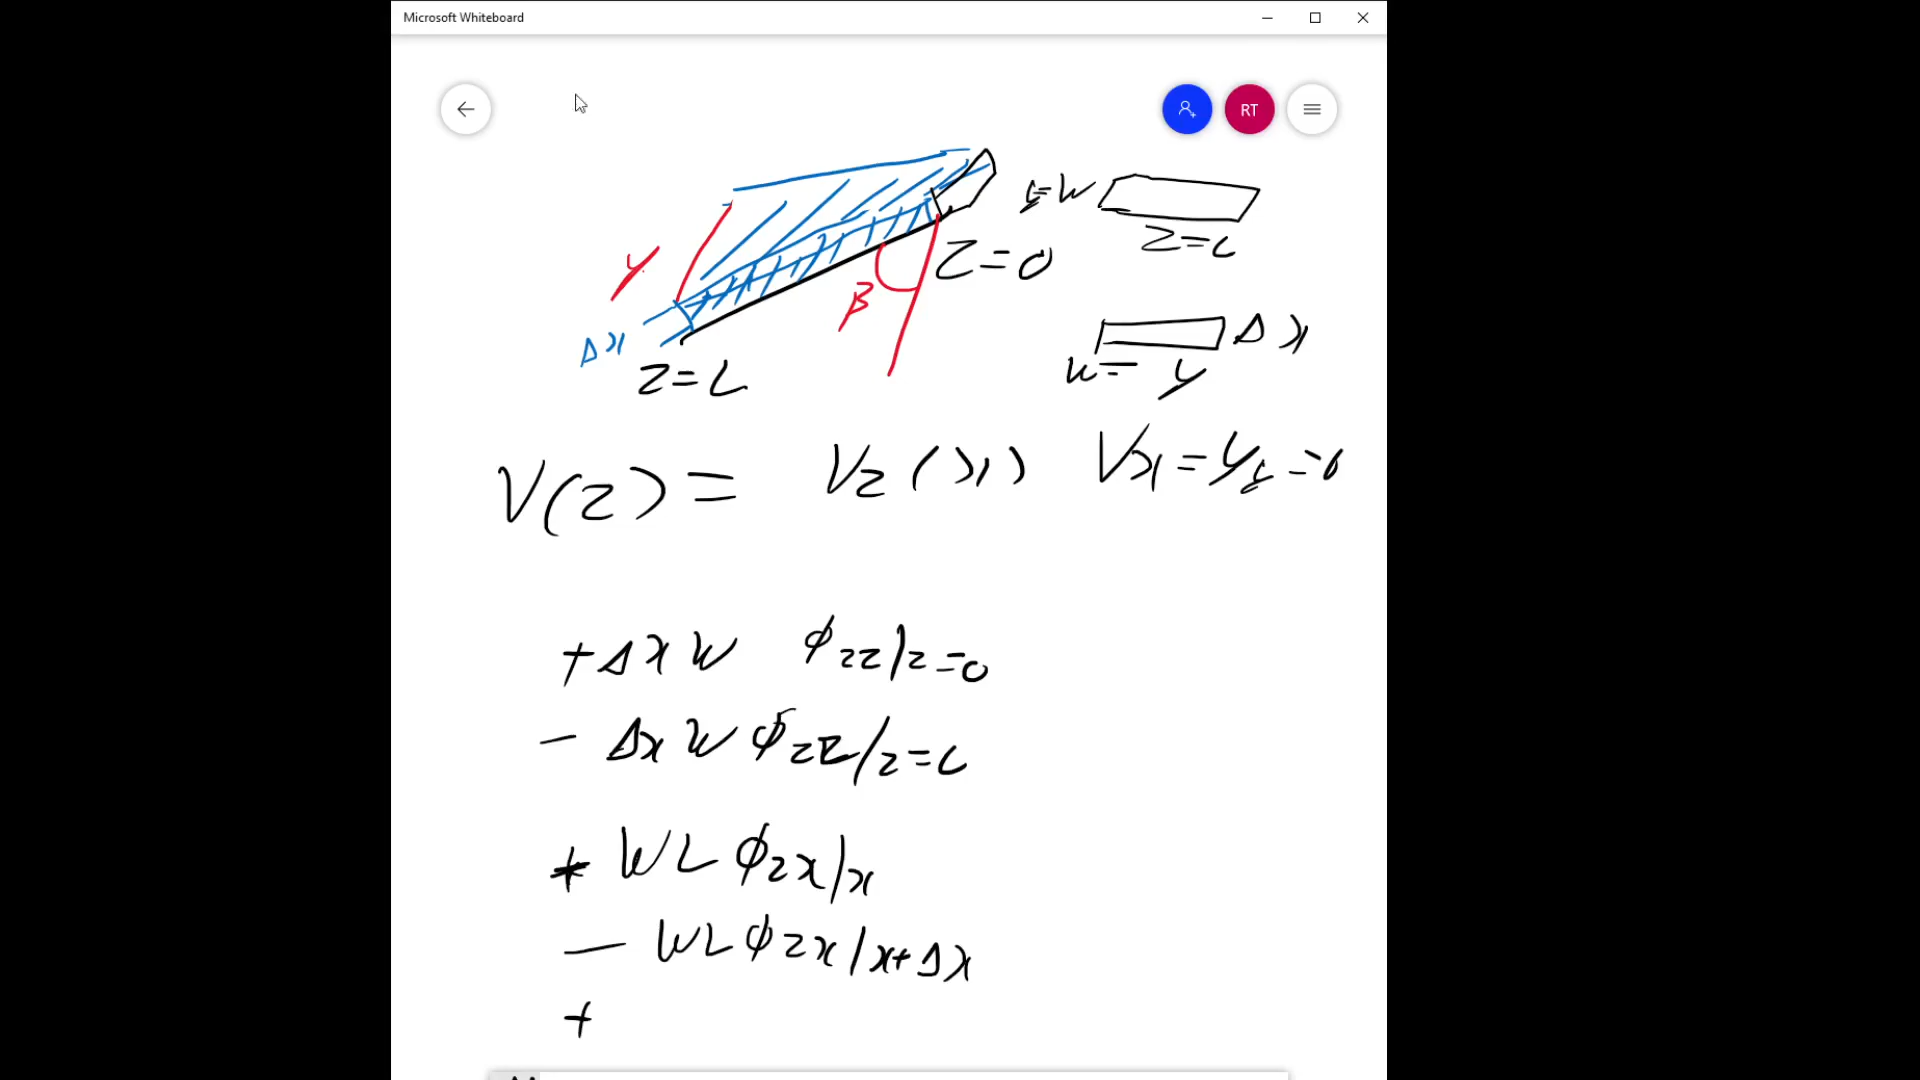 Microsoft Whiteboard
RT
y
β
Δx
z=L
z=0
=W
z=L
Δx
y
V(z) = Vz(x) Vx = Vy = 0
+Δx W ϕzz|z=0
- Δx W ϕzz|z=L
+ WL ϕzx|x
- WL ϕzx|x+Δx
+